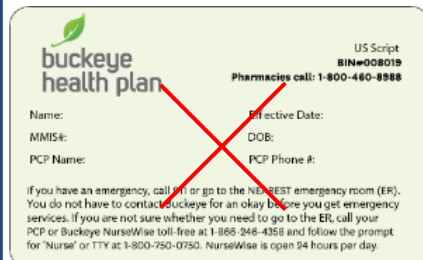 buckeye
health plan
US Script
BIN#008019
Pharmacies call: 1-800-460-8988
Name:
Effective Date:
MMIS#:
DOB:
PCP Name:
PCP Phone #:
If you have an emergency, call 911 or go to the NEAREST emergency room (ER).
You do not have to contact Buckeye for an okay before you get emergency
services. If you are not sure whether you need to go to the ER, call your
PCP or Buckeye NurseWise toll-free at 1-866-246-4358 and follow the prompt
for "Nurse" or TTY at 1-800-750-0750. NurseWise is open 24 hours per day.